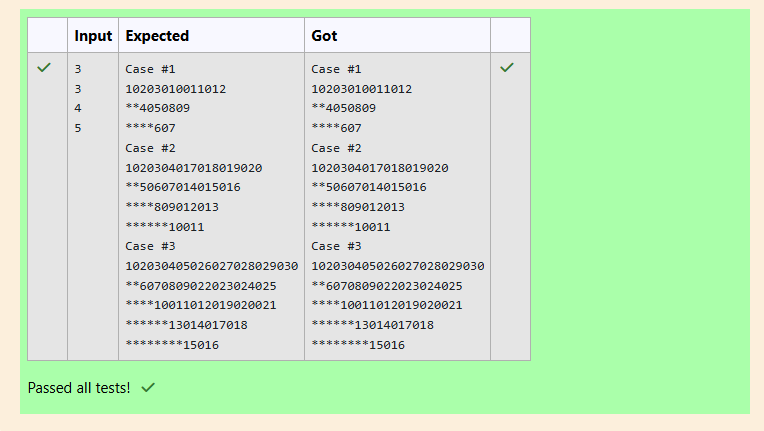 Input Expected Got
3 Case #1 Case #1
3 10203010011012 10203010011012
4 **4050809 **4050809
5 ****607 ****607
Case #2 Case #2
1020304017018019020 1020304017018019020
**50607014015016 **50607014015016
****809012013 ****809012013
******10011 ******10011
Case #3 Case #3
102030405026027028029030 102030405026027028029030
**6070809022023024025 **6070809022023024025
****10011012019020021 ****10011012019020021
******13014017018 ******13014017018
********15016 ********15016
Passed all tests!